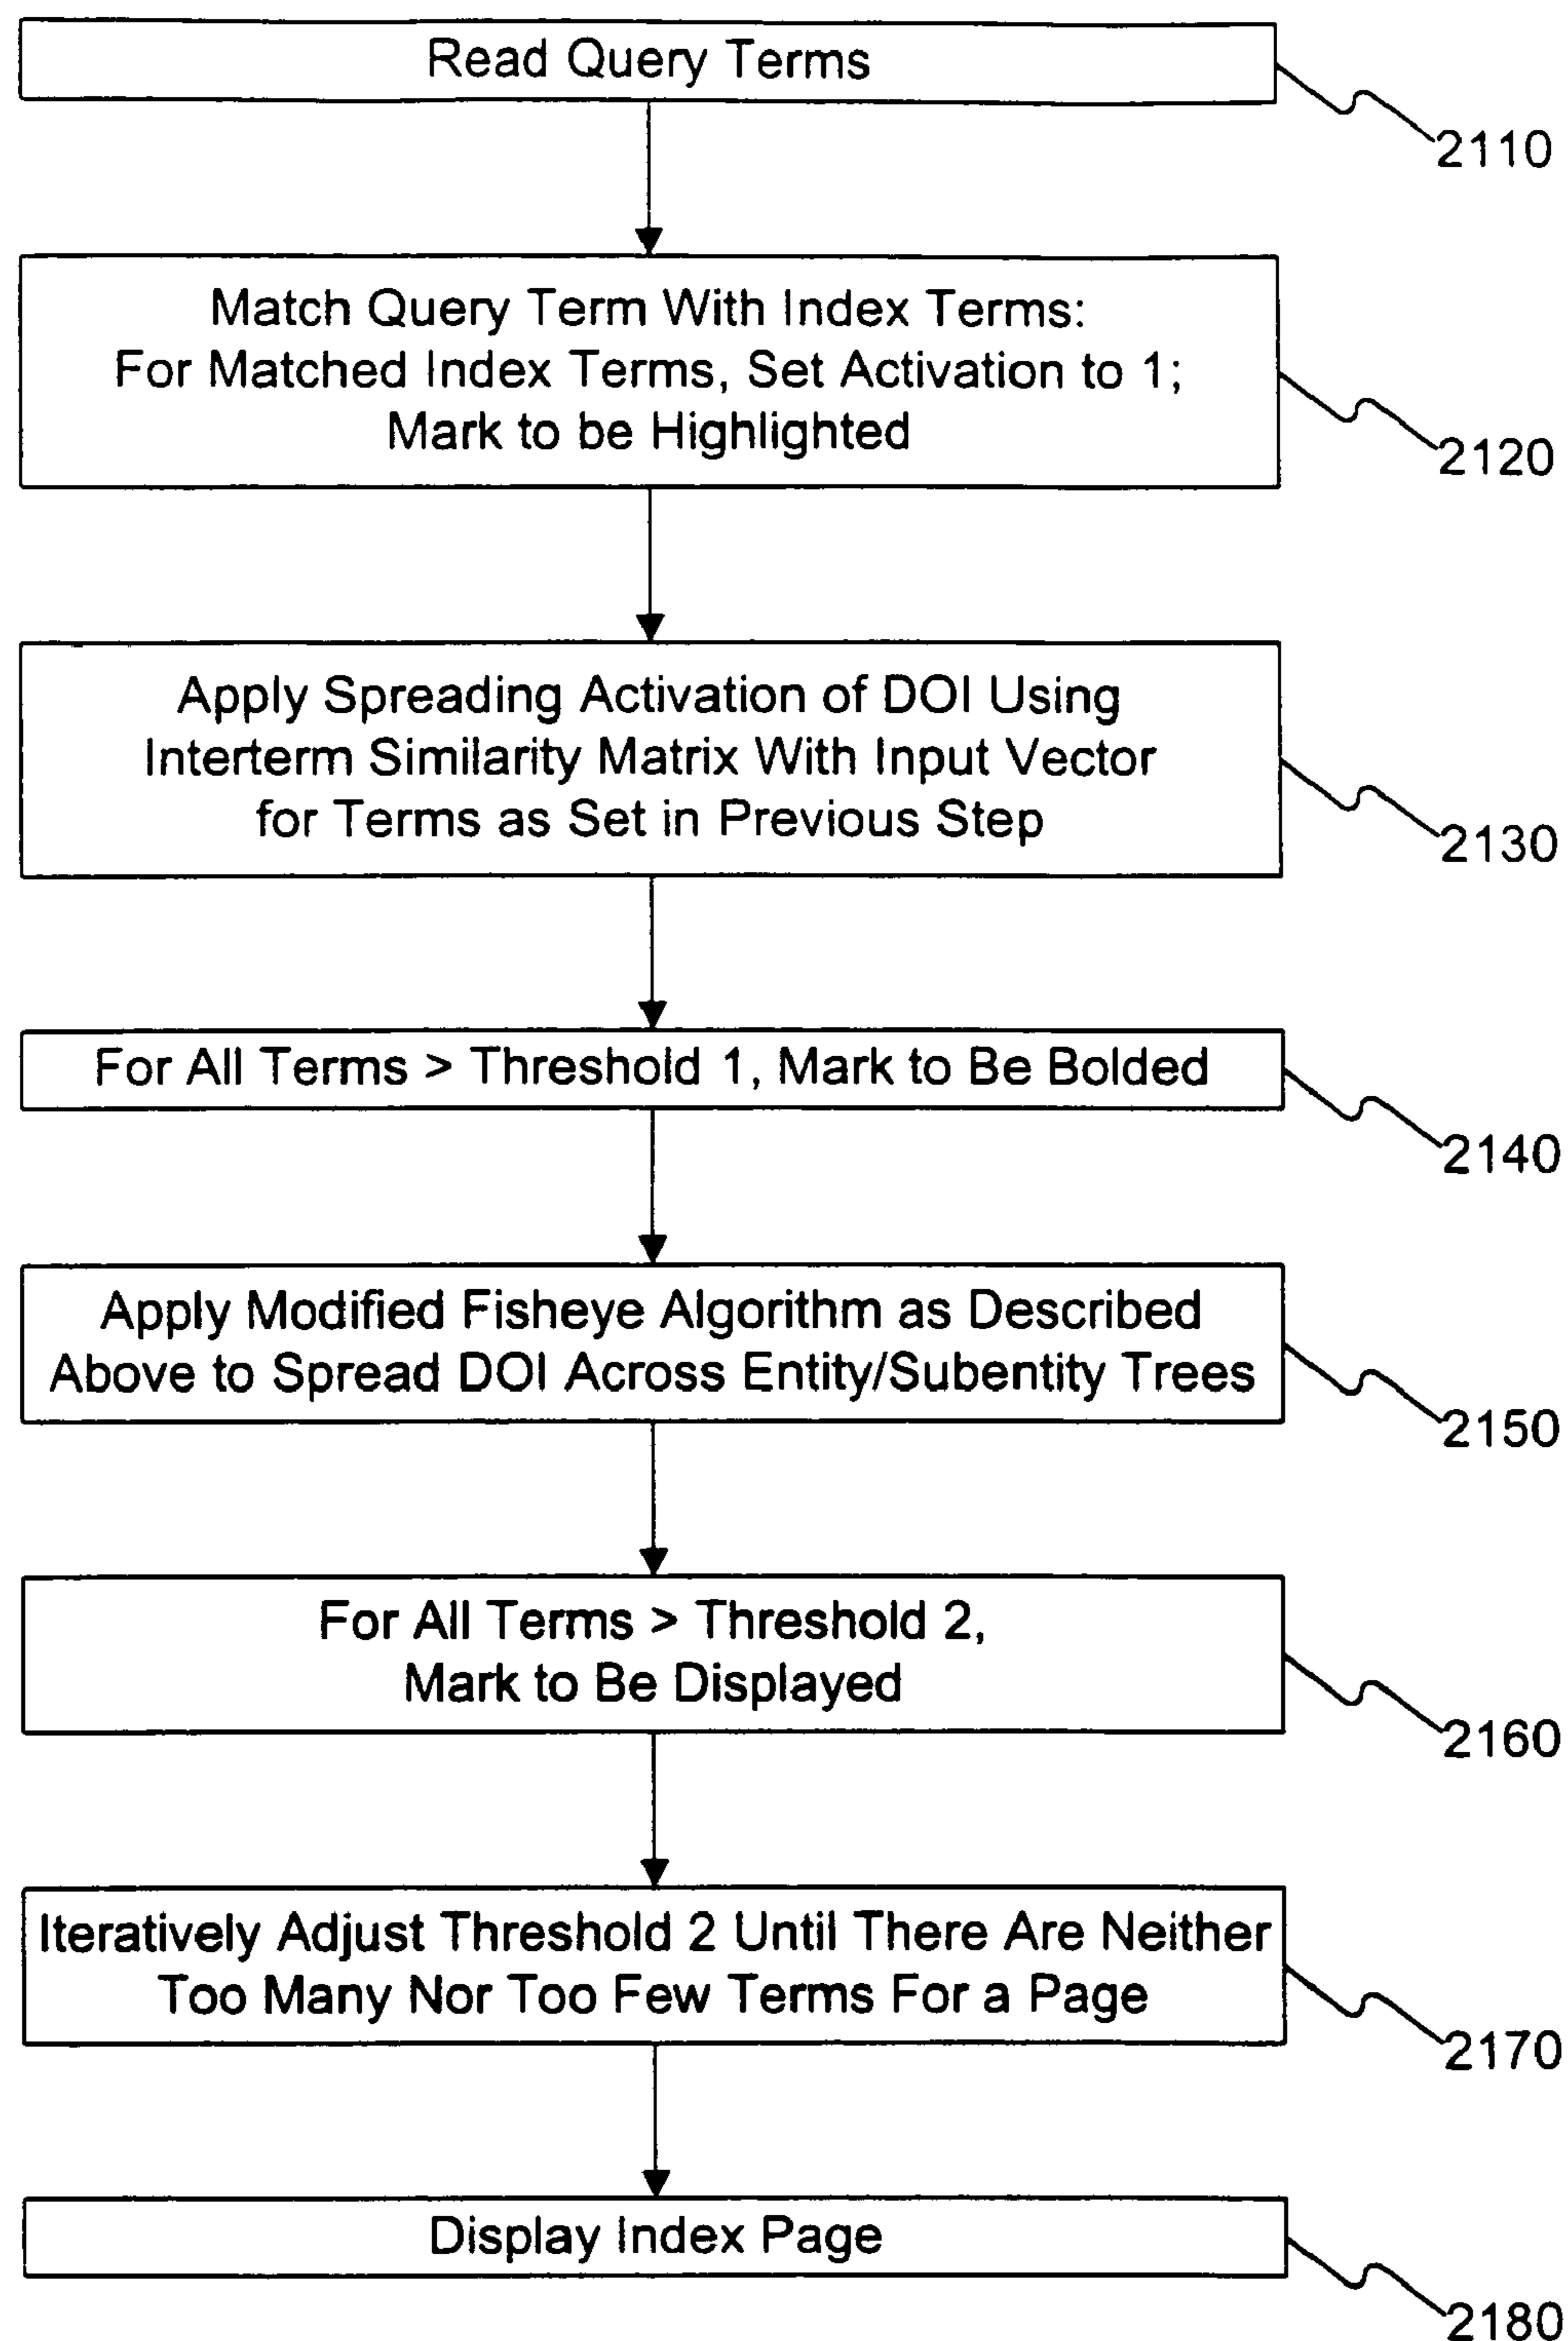 Read Query Terms
2110
Match Query Term With Index Terms:
For Matched Index Terms, Set Activation to 1;
Mark to be Highlighted
2120
Apply Spreading Activation of DOI Using
Interterm Similarity Matrix With Input Vector
for Terms as Set in Previous Step
2130
For All Terms > Threshold 1, Mark to Be Bolded
2140
Apply Modified Fisheye Algorithm as Described
Above to Spread DOI Across Entity/Subentity Trees
2150
For All Terms > Threshold 2,
Mark to Be Displayed
2160
Iteratively Adjust Threshold 2 Until There Are Neither
Too Many Nor Too Few Terms For a Page
2170
Display Index Page
2180